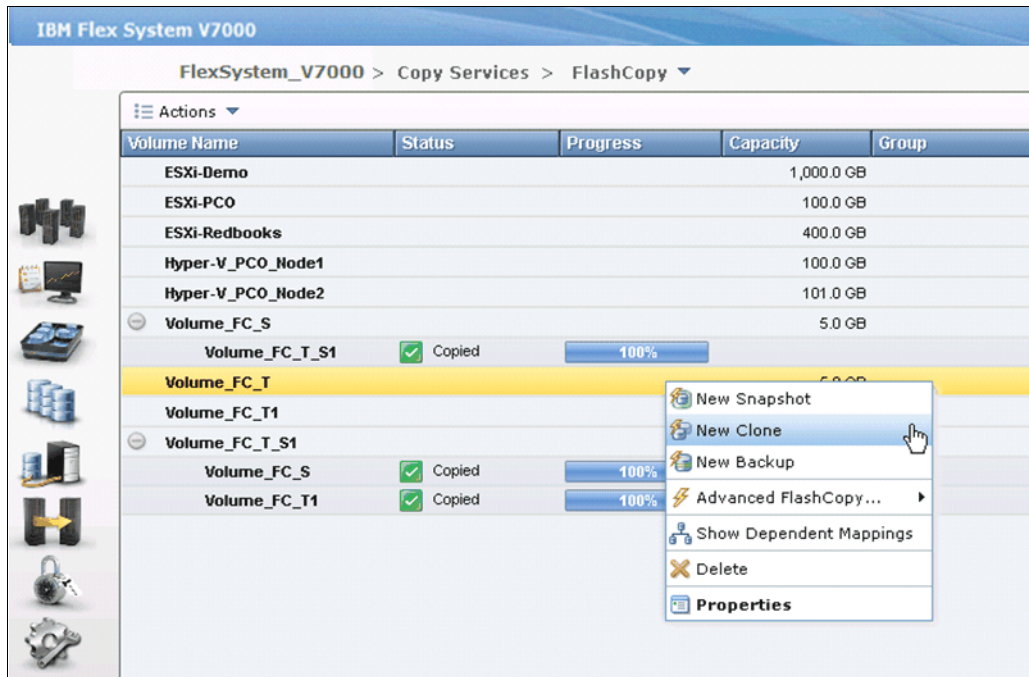 IBM Flex System V7000
FlexSystem_V7000 > Copy Services > FlashCopy
Actions
Volume Name Status Progress Capacity Group
ESXi-Demo 1,000.0 GB
ESXi-PCO 100.0 GB
ESXi-Redbooks 400.0 GB
Hyper-V_PCO_Node1 100.0 GB
Hyper-V_PCO_Node2 101.0 GB
Volume_FC_S 5.0 GB
Volume_FC_T_S1 Copied 100%
Volume_FC_T
Volume_FC_T1
Volume_FC_T_S1
Volume_FC_S Copied 100%
Volume_FC_T1 Copied 100%
New Snapshot
New Clone
New Backup
Advanced FlashCopy...
Show Dependent Mappings
Delete
Properties